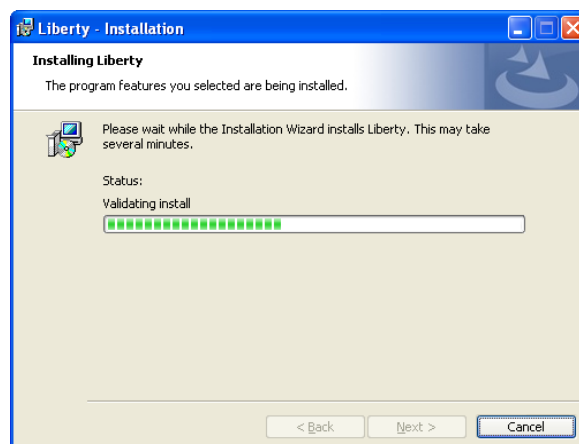 Liberty - Installation
Installing Liberty
The program features you selected are being installed.
Please wait while the Installation Wizard installs Liberty. This may take
several minutes.
Status:
Validating install
< Back
Next >
Cancel